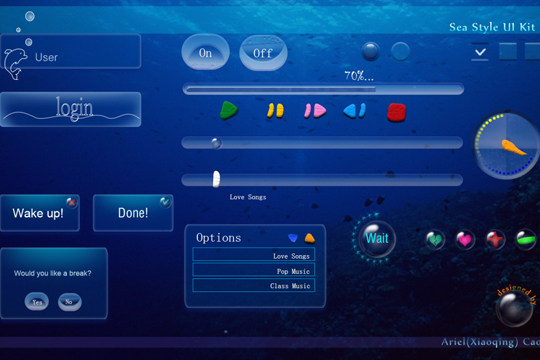 Sea Style UI Kit
User
On
Off
70%...
login
Love Songs
Wake up!
Done!
Options
Love Songs
Pop Music
Class Music
Wait
Would you like a break?
Yes
No
designed by
Ariel(Xiaoqing) Cao